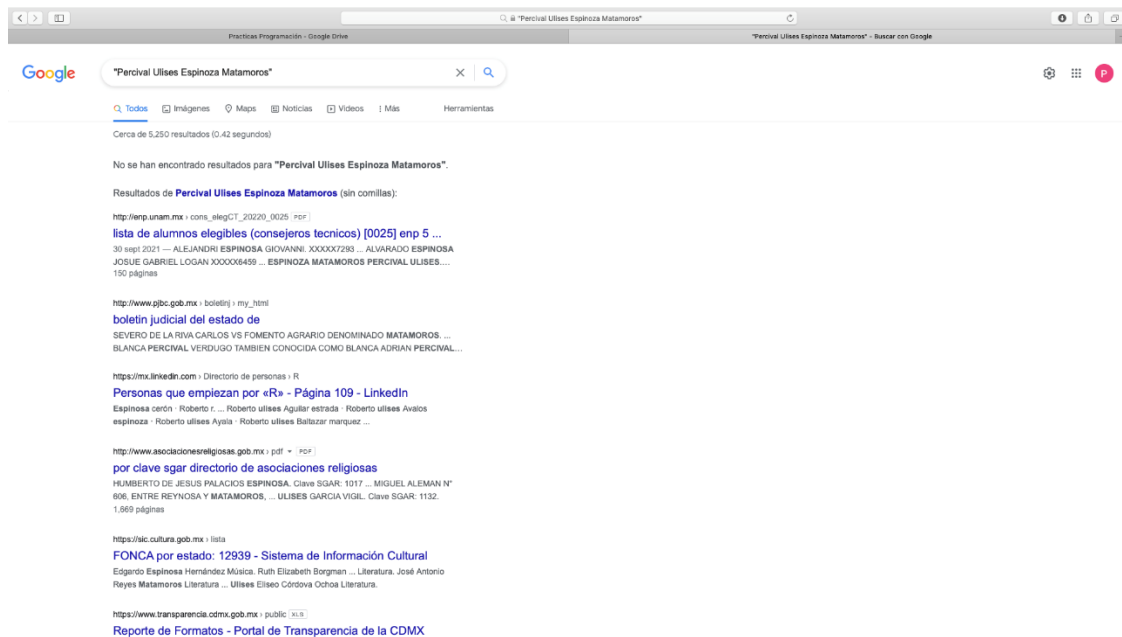 "Percival Ulises Espinoza Matamoros"
Practicas Programación - Google Drive
"Percival Ulises Espinoza Matamoros" - Buscar con Google
Google
"Percival Ulises Espinoza Matamoros"
P
Todos Imágenes Maps Noticias Videos Más Herramientas
Cerca de 5,250 resultados (0.42 segundos)
No se han encontrado resultados para "Percival Ulises Espinoza Matamoros".
Resultados de Percival Ulises Espinoza Matamoros (sin comillas):
http://enp.unam.mx › cons_elegCT_20220_0025 PDF
lista de alumnos elegibles (consejeros tecnicos) [0025] enp 5 ...
30 sept 2021 — ALEJANDRI ESPINOSA GIOVANNI. XXXXX7293 ... ALVARADO ESPINOSA
JOSUE GABRIEL LOGAN XXXXX6459 ... ESPINOZA MATAMOROS PERCIVAL ULISES....
150 páginas
http://www.pjbc.gob.mx › boletinj › my_html
boletin judicial del estado de
SEVERO DE LA RIVA CARLOS VS FOMENTO AGRARIO DENOMINADO MATAMOROS. ...
BLANCA PERCIVAL VERDUGO TAMBIEN CONOCIDA COMO BLANCA ADRIAN PERCIVAL...
https://mx.linkedin.com › Directorio de personas › R
Personas que empiezan por «R» - Página 109 - LinkedIn
Espinosa cerón · Roberto r. ... Roberto ulises Aguilar estrada · Roberto ulises Avalos
espinoza · Roberto ulises Ayala · Roberto ulises Baltazar marquez ...
http://www.asociacionesreligiosas.gob.mx › pdf PDF
por clave sgar directorio de asociaciones religiosas
HUMBERTO DE JESUS PALACIOS ESPINOSA. Clave SGAR: 1017 ... MIGUEL ALEMAN N°
606, ENTRE REYNOSA Y MATAMOROS, ... ULISES GARCIA VIGIL. Clave SGAR: 1132.
1,669 páginas
https://sic.cultura.gob.mx › lista
FONCA por estado: 12939 - Sistema de Información Cultural
Edgardo Espinosa Hernández Música. Ruth Elizabeth Borgman ... Literatura. José Antonio
Reyes Matamoros Literatura ... Ulises Eliseo Córdova Ochoa Literatura.
https://www.transparencia.cdmx.gob.mx › public XLS
Reporte de Formatos - Portal de Transparencia de la CDMX